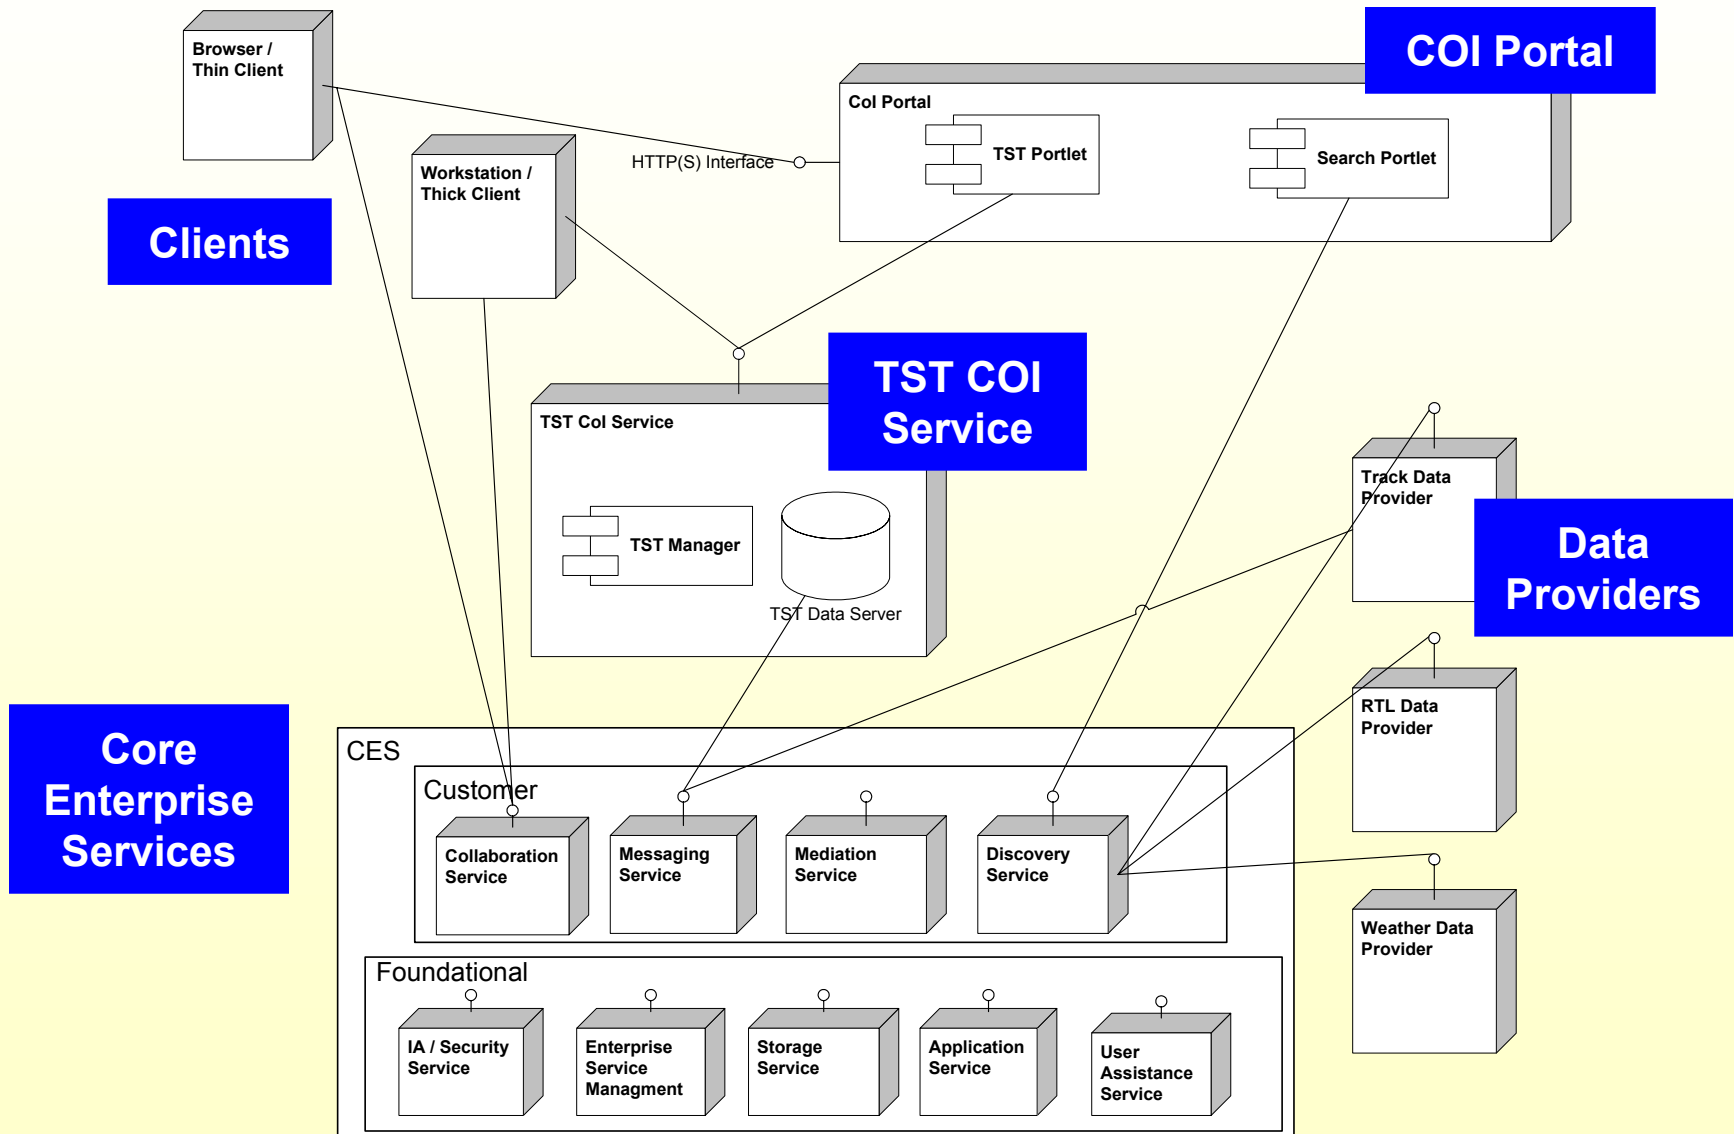 COI Portal
Browser /
Thin Client
CoI Portal
TST Portlet
Search Portlet
HTTP(S) Interface
Workstation /
Thick Client
Clients
TST COI
Service
TST CoI Service
TST Manager
TST Data Server
Track Data
Provider
Data
Providers
RTL Data
Provider
Weather Data
Provider
Core
Enterprise
Services
CES
Customer
Collaboration
Service
Messaging
Service
Mediation
Service
Discovery
Service
Foundational
IA / Security
Service
Enterprise
Service
Managment
Storage
Service
Application
Service
User
Assistance
Service